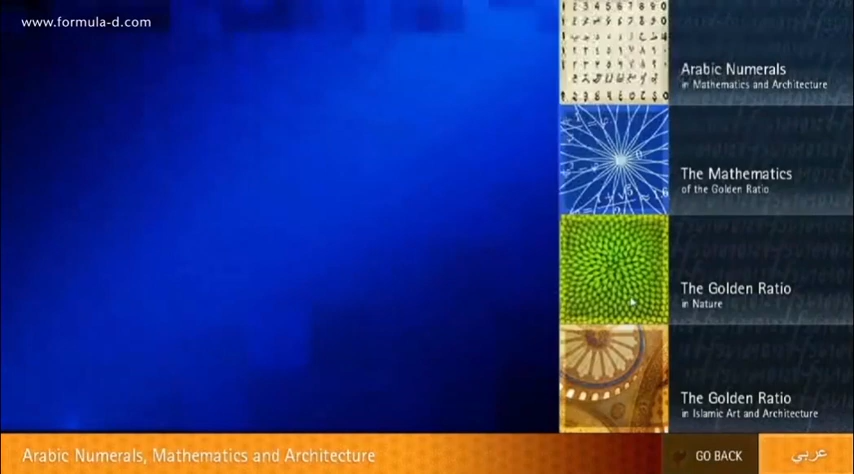 www.formula-d.com
Arabic Numerals
in Mathematics and Architecture
The Mathematics
of the Golden Ratio
The Golden Ratio
in Nature
The Golden Ratio
in Islamic Art and Architecture
Arabic Numerals, Mathematics and Architecture
GO BACK
عربي